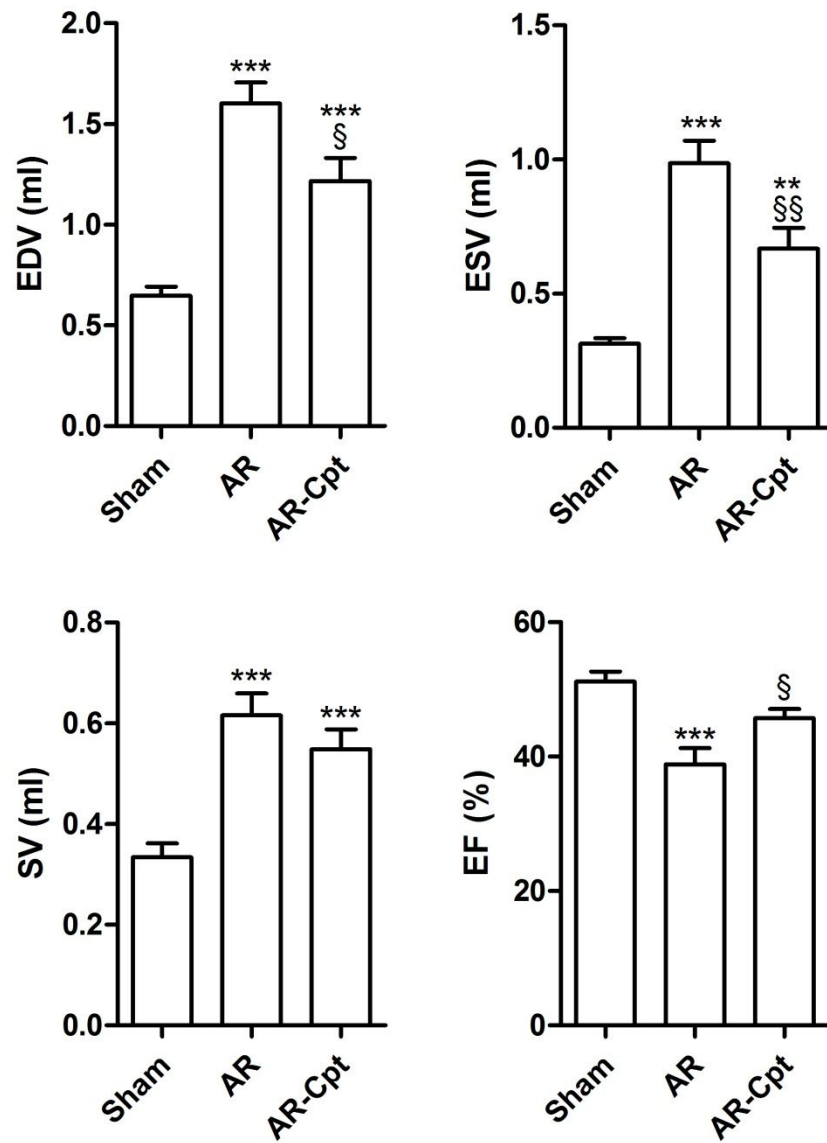 2.0
1.5
1.0
0.5
0.0
EDV (ml)
***
***
§
Sham
AR
AR-Cpt
1.5
1.0
0.5
0.0
ESV (ml)
***
**
§§
Sham
AR
AR-Cpt
0.8
0.6
0.4
0.2
0.0
SV (ml)
***
***
Sham
AR
AR-Cpt
60
40
20
0
EF (%)
***
§
Sham
AR
AR-Cpt